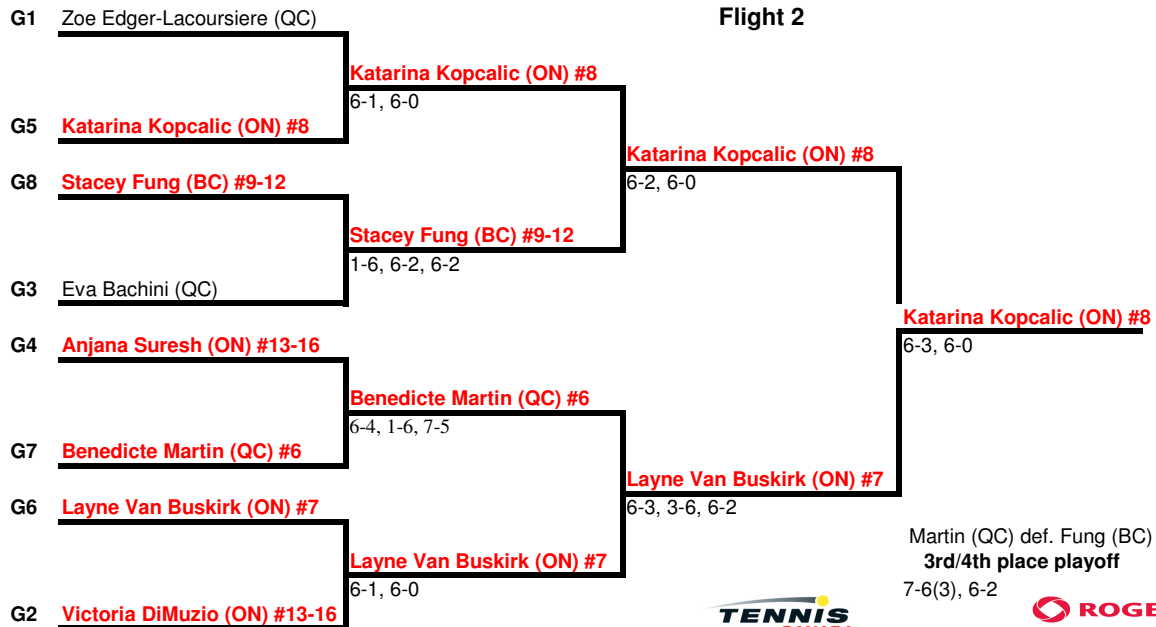 Flight 2
G1 Zoe Edger-Lacoursiere (QC)
Katarina Kopcalic (ON) #8
6-1, 6-0
G5 Katarina Kopcalic (ON) #8
Katarina Kopcalic (ON) #8
6-2, 6-0
G8 Stacey Fung (BC) #9-12
Stacey Fung (BC) #9-12
1-6, 6-2, 6-2
G3 Eva Bachini (QC)
Katarina Kopcalic (ON) #8
6-3, 6-0
G4 Anjana Suresh (ON) #13-16
Benedicte Martin (QC) #6
6-4, 1-6, 7-5
G7 Benedicte Martin (QC) #6
Layne Van Buskirk (ON) #7
6-3, 3-6, 6-2
G6 Layne Van Buskirk (ON) #7
Layne Van Buskirk (ON) #7
6-1, 6-0
G2 Victoria DiMuzio (ON) #13-16
Martin (QC) def. Fung (BC)
3rd/4th place playoff
7-6(3), 6-2
TENNIS
ROGE